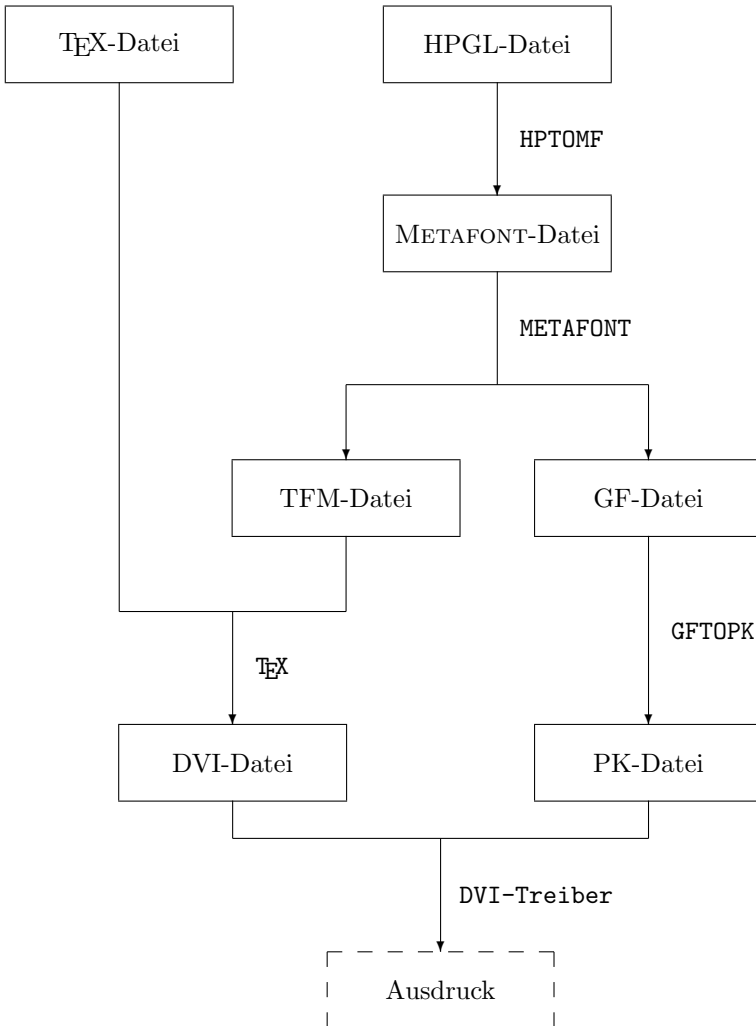 TEX-Datei
HPGL-Datei
HPTOMF
METAFONT-Datei
METAFONT
TFM-Datei
GF-Datei
GFTOPK
TEX
DVI-Datei
PK-Datei
DVI-Treiber
Ausdruck